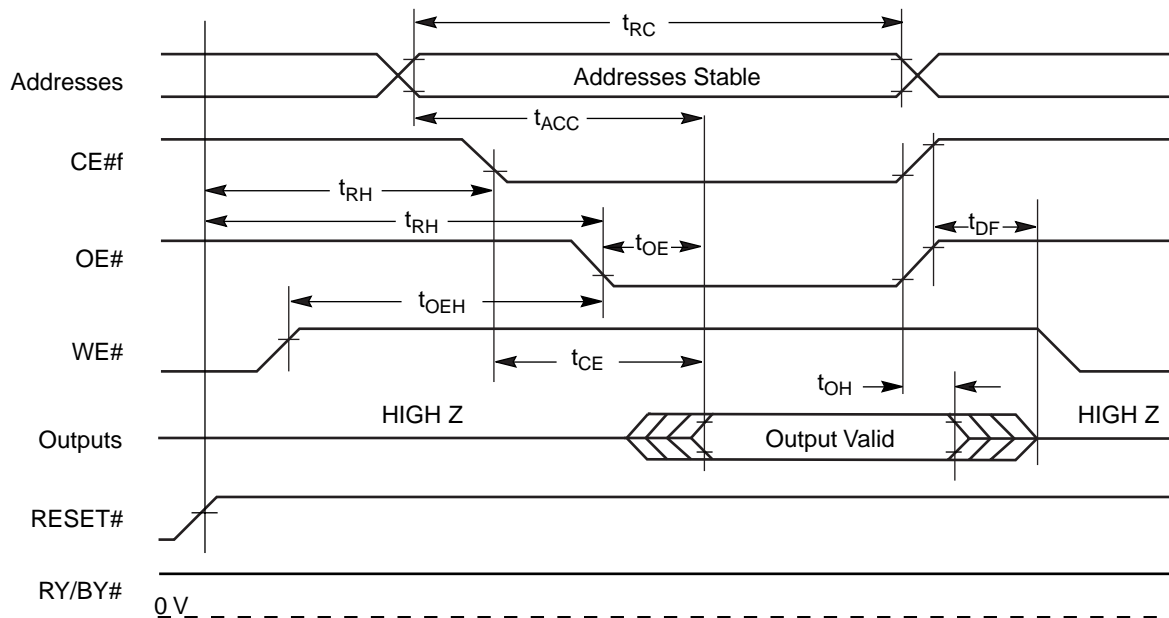 tRC
Addresses
Addresses Stable
tACC
CE#f
tRH
tRH
tOE
tDF
OE#
tOEH
WE#
tCE
tOH
HIGH Z
HIGH Z
Outputs
Output Valid
RESET#
RY/BY#
0 V